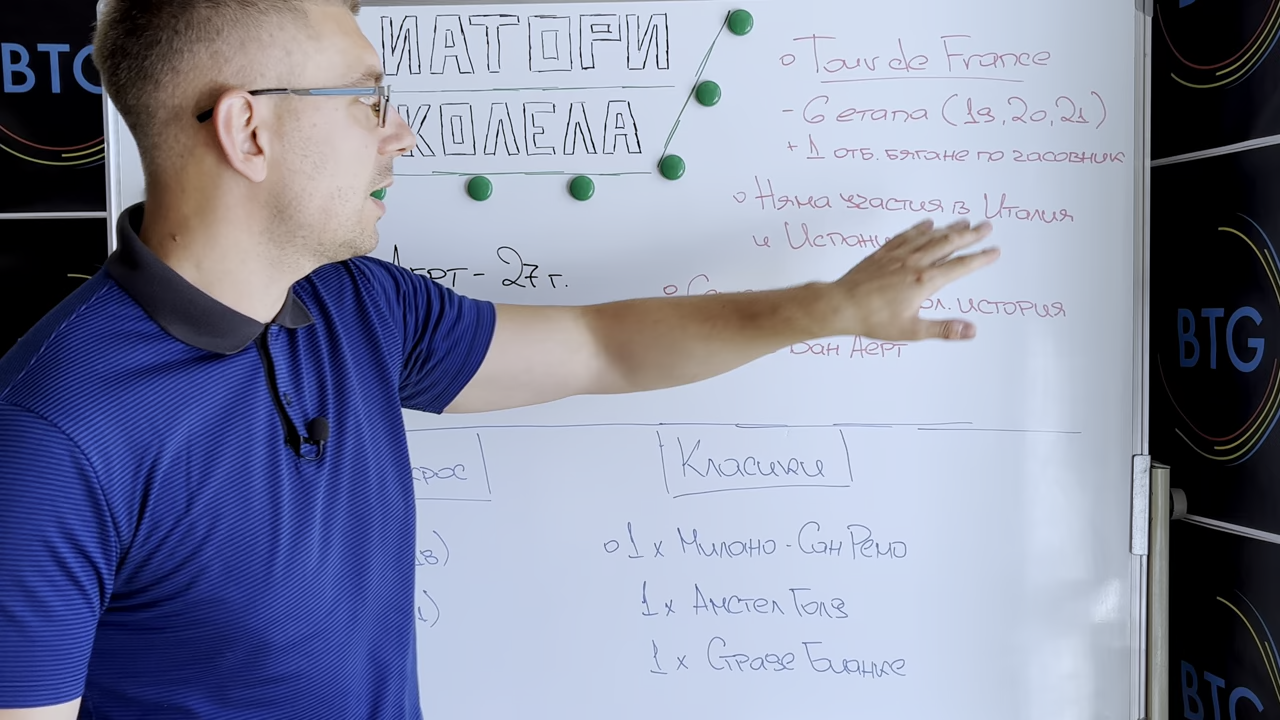 BTG
ИАТОРИ
КОЛЕЛА
Аерт - 27 г.
Tour de France
- 6 етапа (19, 20, 21)
+ 1 отб. бягане по часовник
Няма участия в Италия
и Испани
ол. история
Ван Аерт
BTG
крос
Класики
1 x Милано - Сан Ремо
1 x Амстел Голд
1 x Страде Бианке
BTG